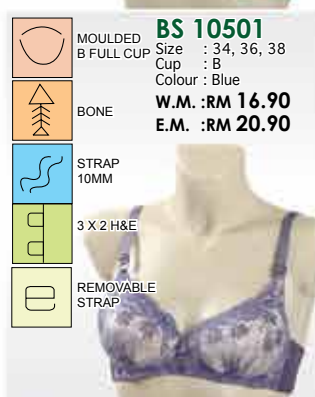 BS 10501
Size : 34, 36, 38
Cup : B
Colour : Blue
W.M. :RM 16.90
E.M. :RM 20.90
MOULDED
B FULL CUP
BONE
STRAP
10MM
3 X 2 H&E
REMOVABLE
STRAP